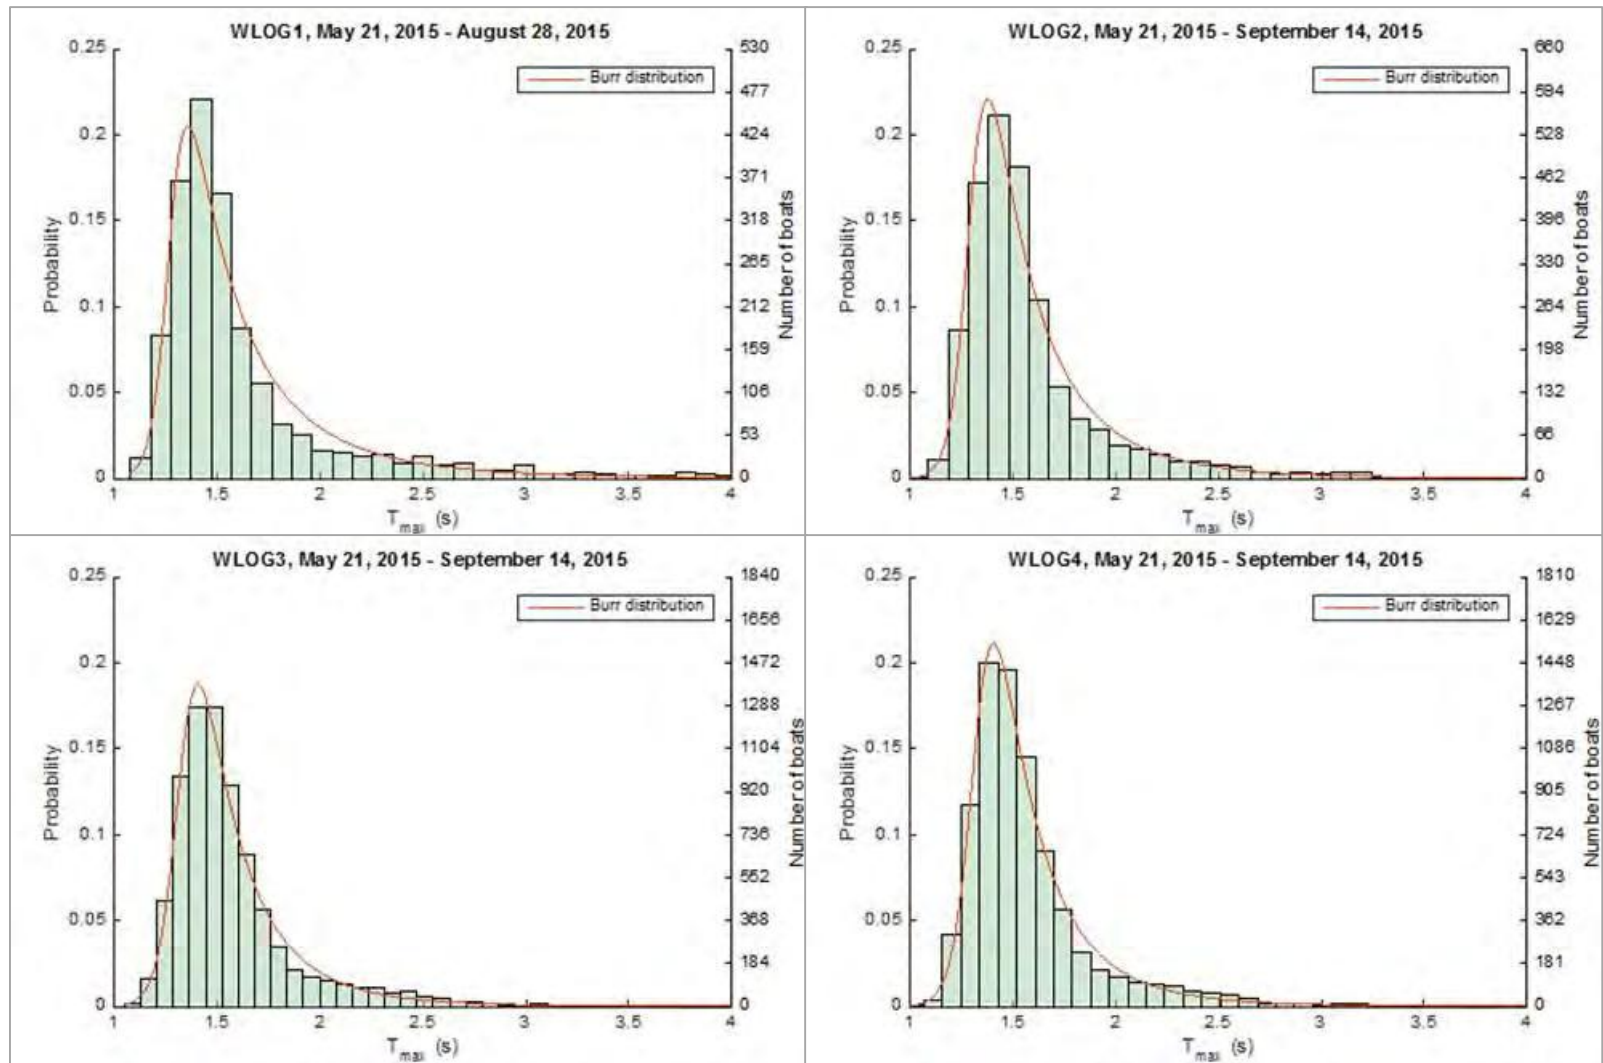 WLOG1, May 21, 2015 - August 28, 2015
Burr distribution
0.25
0.2
0.15
0.1
0.05
0
Probability
530
477
424
371
318
265
212
159
106
53
0
Number of boats
1 1.5 2 2.5 3 3.5 4
Tmax (s)
WLOG2, May 21, 2015 - September 14, 2015
Burr distribution
0.25
0.2
0.15
0.1
0.05
0
Probability
660
594
528
462
396
330
264
198
132
66
0
Number of boats
1 1.5 2 2.5 3 3.5 4
Tmax (s)
WLOG3, May 21, 2015 - September 14, 2015
Burr distribution
0.25
0.2
0.15
0.1
0.05
0
Probability
1840
1656
1472
1288
1104
920
736
552
368
184
0
Number of boats
1 1.5 2 2.5 3 3.5 4
Tmax (s)
WLOG4, May 21, 2015 - September 14, 2015
Burr distribution
0.25
0.2
0.15
0.1
0.05
0
Probability
1810
1629
1448
1267
1086
905
724
543
362
181
0
Number of boats
1 1.5 2 2.5 3 3.5 4
Tmax (s)